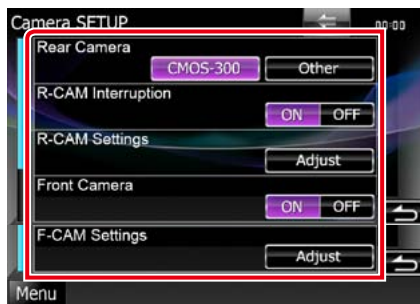 Camera SETUP
00:00
Rear Camera
CMOS-300 Other
R-CAM Interruption
ON OFF
R-CAM Settings
Adjust
Front Camera
ON OFF
F-CAM Settings
Adjust
Menu